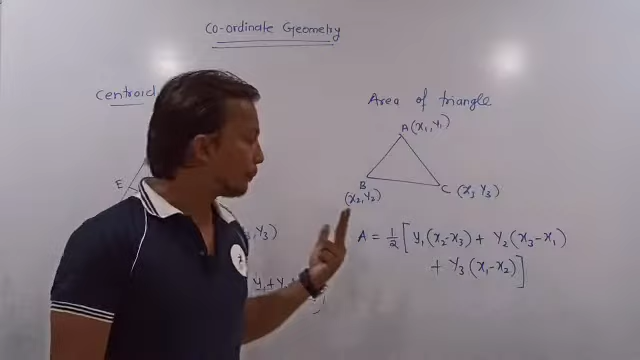 Co-ordinate Geometry
Centroid
E
, Y3)
Y1+Y
Area of triangle
A (x1, Y1)
B
(x2, Y2)
C (x3 Y3)
A = 1/2 [ Y1(x2-x3) + Y2(x3-x1)
+ Y3(x1-x2) ]